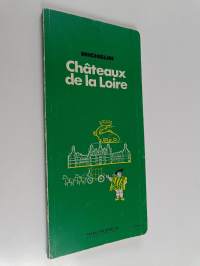 MICHELIN
Châteaux
de la Loire